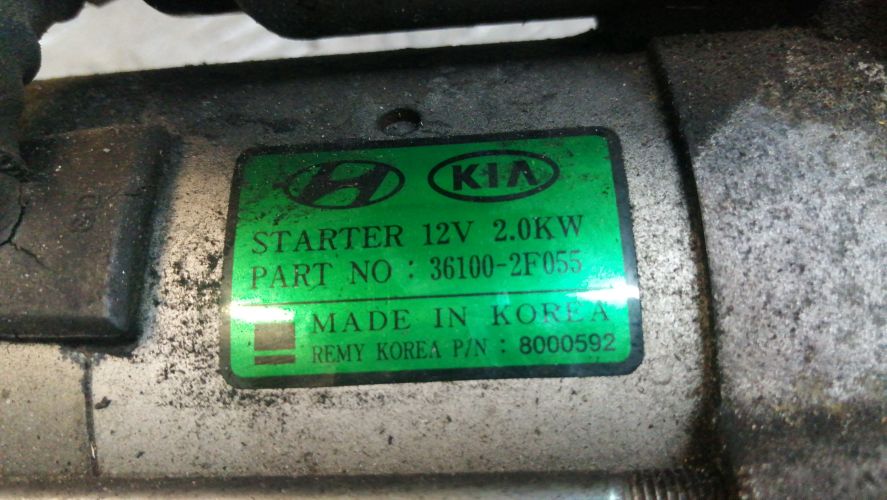 KIA
STARTER 12V 2.0KW
PART NO : 36100-2F055
MADE IN KOREA
REMY KOREA P/N : 8000592